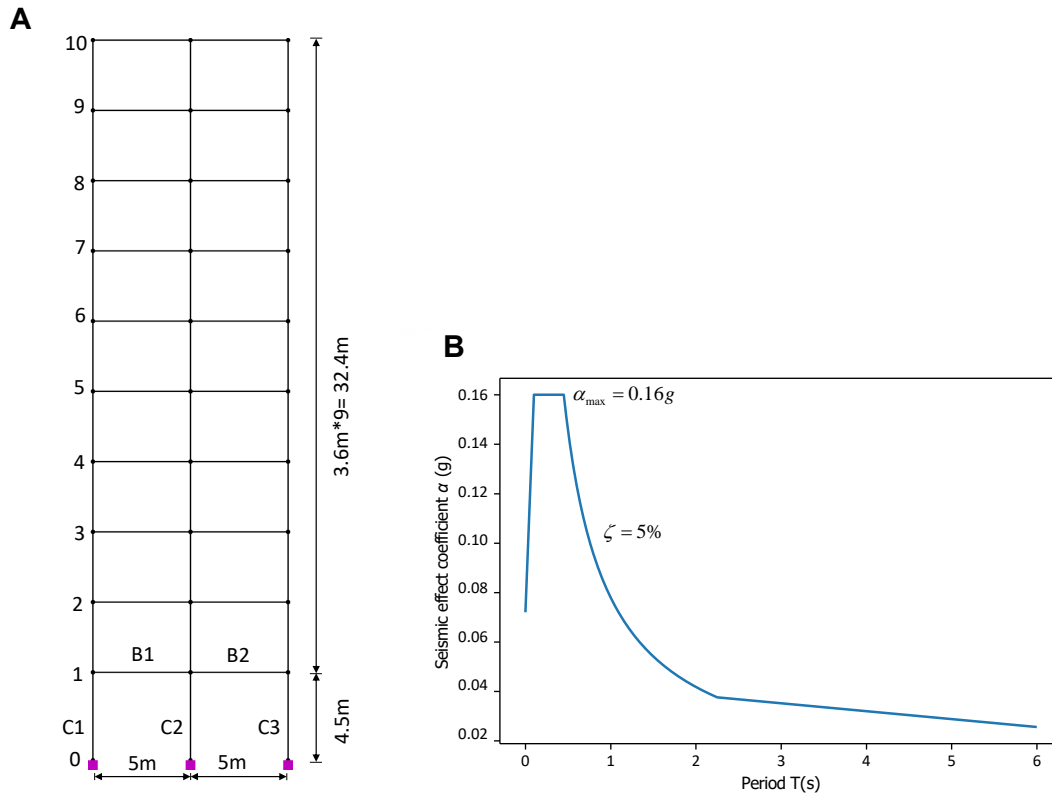 A
10
9
8
7
6
5
4
3
2
1
0
B1
B2
C1
C2
C3
5m
5m
3.6m*9= 32.4m
4.5m
B
Seismic effect coefficient α (g)
0.16
0.14
0.12
0.10
0.08
0.06
0.04
0.02
αmax = 0.16g
ζ = 5%
0 1 2 3 4 5 6
Period T(s)